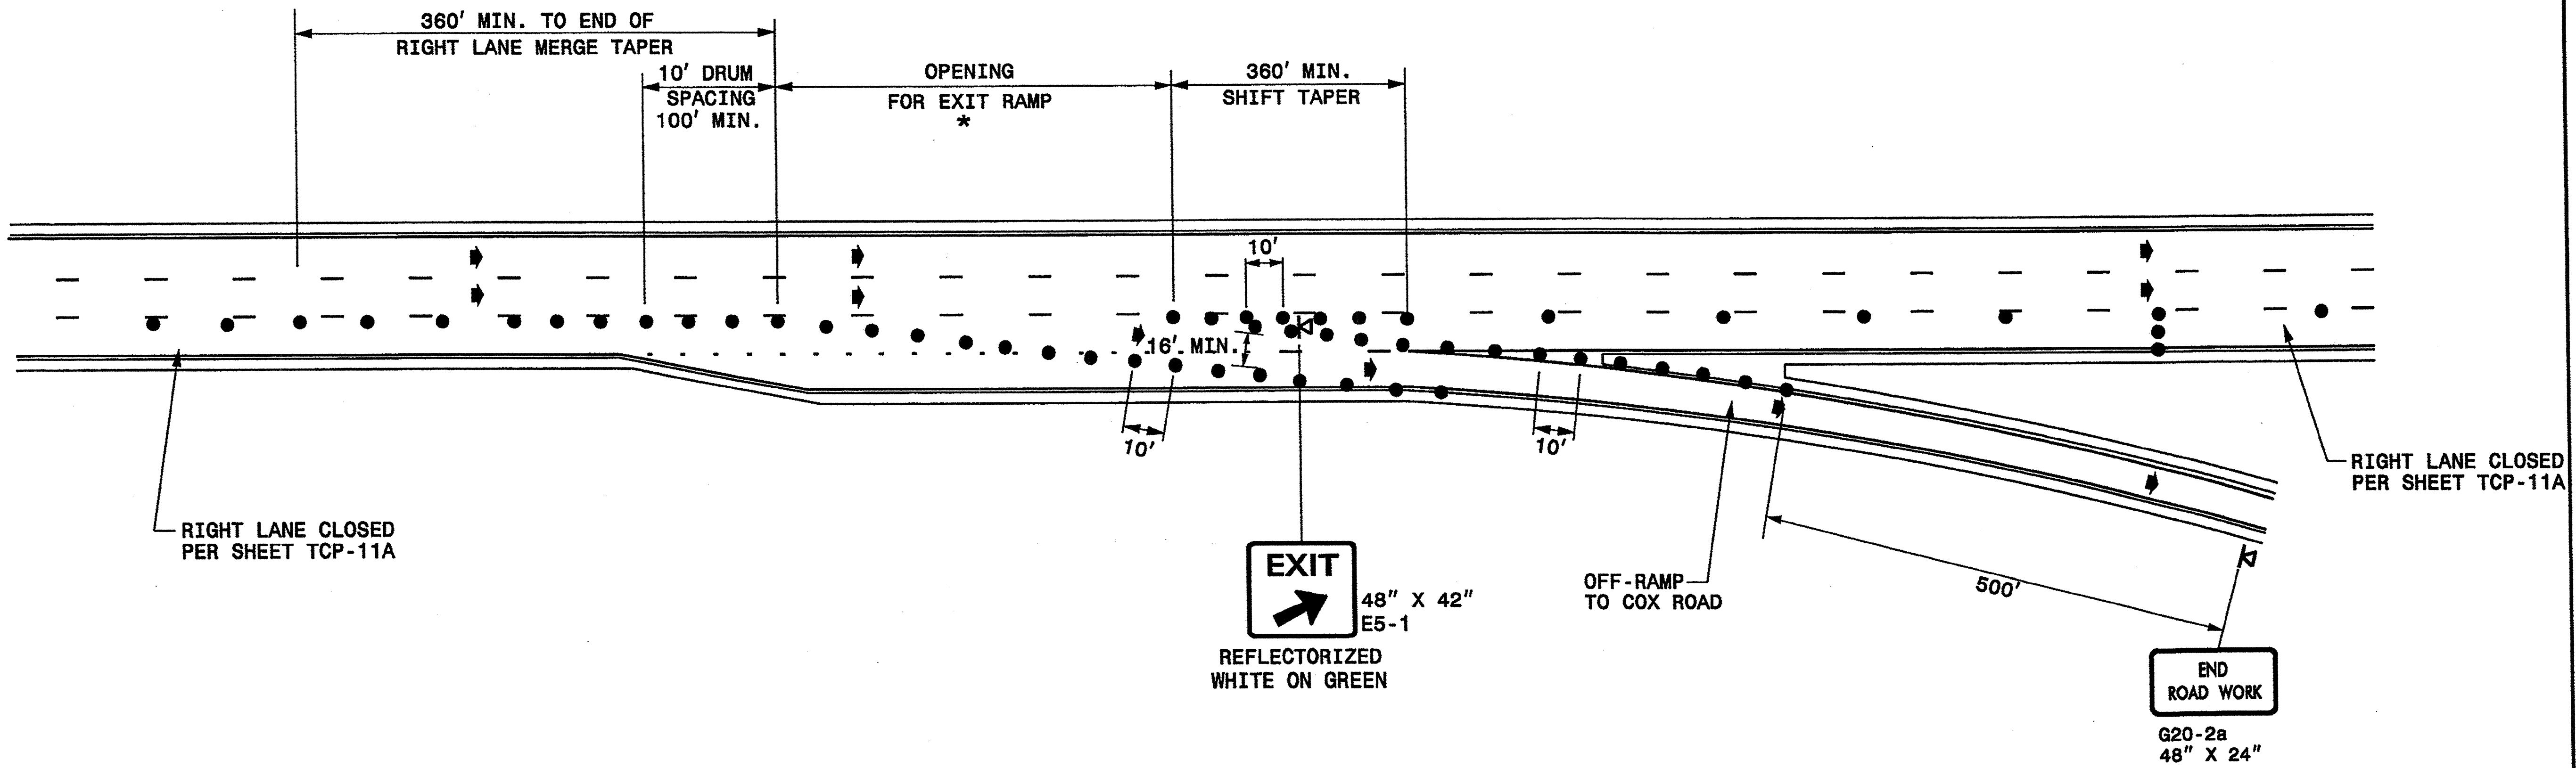 360' MIN. TO END OF
RIGHT LANE MERGE TAPER
10' DRUM
SPACING
100' MIN.
OPENING
FOR EXIT RAMP
*
360' MIN.
SHIFT TAPER
10'
16' MIN.
10'
10'
RIGHT LANE CLOSED
PER SHEET TCP-11A
RIGHT LANE CLOSED
PER SHEET TCP-11A
EXIT
48" X 42"
E5-1
REFLECTORIZED
WHITE ON GREEN
OFF-RAMP
TO COX ROAD
500'
END
ROAD WORK
G20-2a
48" X 24"